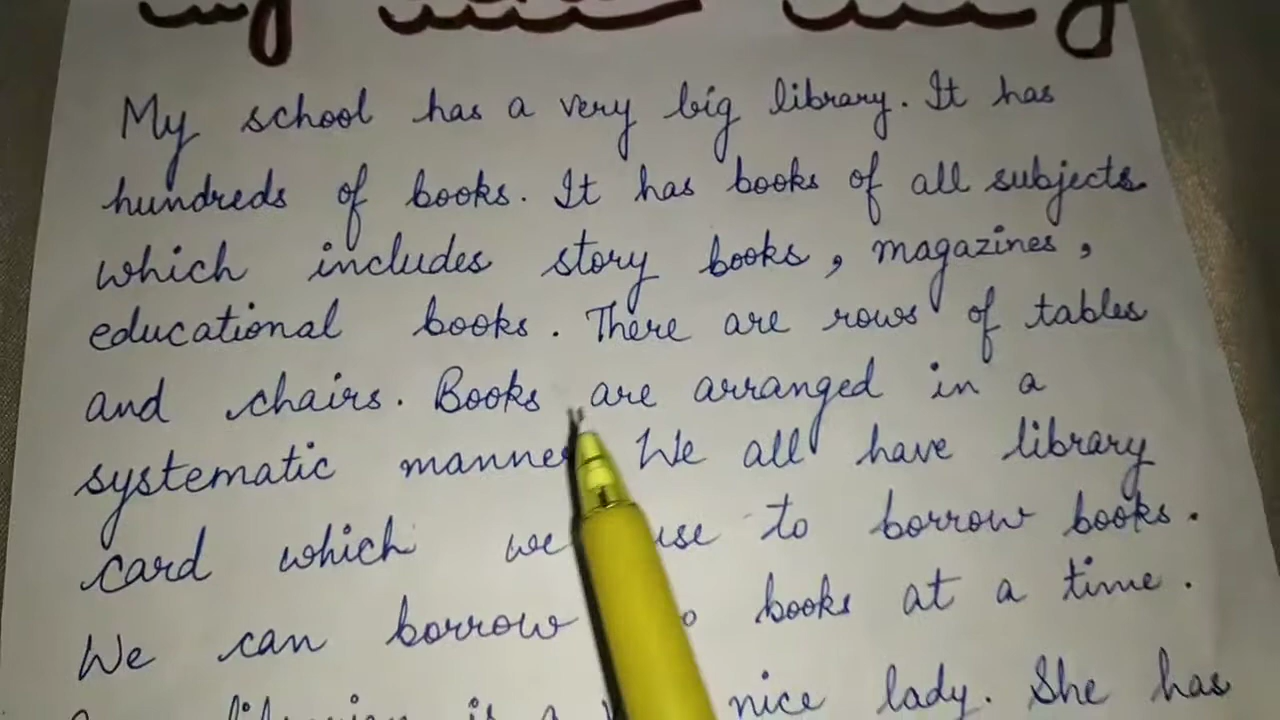 My school has a very big library. It has
hundreds of books. It has books of all subjects
which includes story books, magazines,
educational books. There are rows of tables
and chairs. Books are arranged in a
systematic manner We all have library
card which we use to borrow books.
We can borrow books at a time.
is a nice lady. She has